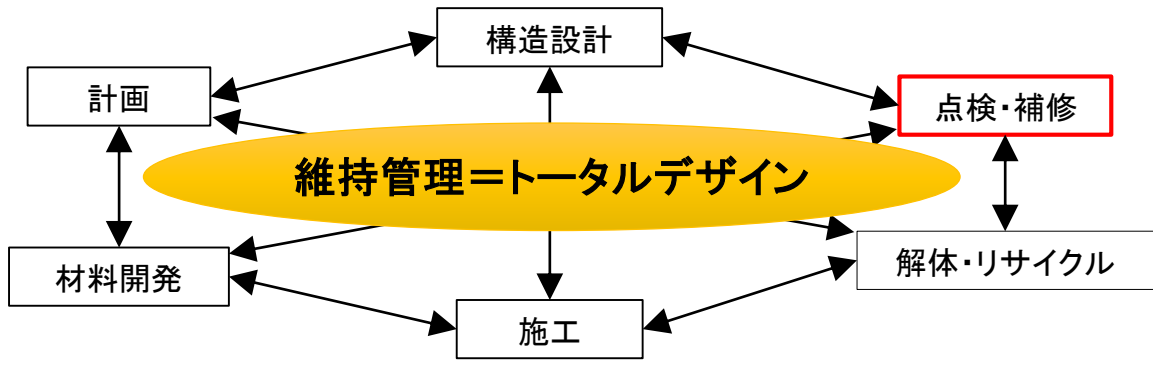 構造設計
計画
点検・補修
維持管理＝トータルデザイン
材料開発
解体・リサイクル
施工